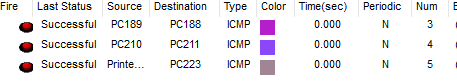 Fire Last Status Source Destination Type Color Time(sec) Periodic Num
Successful PC189 PC188 ICMP 0.000 N 3
Successful PC210 PC211 ICMP 0.000 N 4
Successful Printe... PC223 ICMP 0.000 N 5